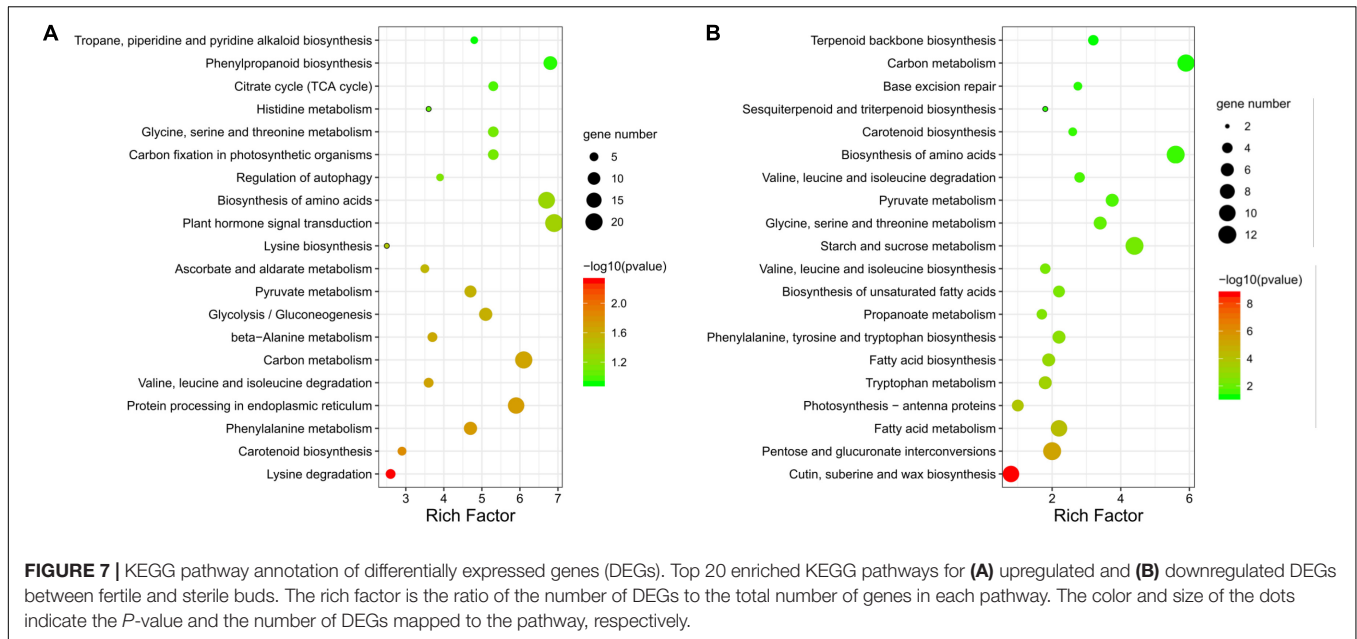 A
Tropane, piperidine and pyridine alkaloid biosynthesis
Phenylpropanoid biosynthesis
Citrate cycle (TCA cycle)
Histidine metabolism
Glycine, serine and threonine metabolism
Carbon fixation in photosynthetic organisms
Regulation of autophagy
Biosynthesis of amino acids
Plant hormone signal transduction
Lysine biosynthesis
Ascorbate and aldarate metabolism
Pyruvate metabolism
Glycolysis / Gluconeogenesis
beta−Alanine metabolism
Carbon metabolism
Valine, leucine and isoleucine degradation
Protein processing in endoplasmic reticulum
Phenylalanine metabolism
Carotenoid biosynthesis
Lysine degradation
3 4 5 6 7
Rich Factor
gene number
5
10
15
20
−log10(pvalue)
2.0
1.6
1.2
B
Terpenoid backbone biosynthesis
Carbon metabolism
Base excision repair
Sesquiterpenoid and triterpenoid biosynthesis
Carotenoid biosynthesis
Biosynthesis of amino acids
Valine, leucine and isoleucine degradation
Pyruvate metabolism
Glycine, serine and threonine metabolism
Starch and sucrose metabolism
Valine, leucine and isoleucine biosynthesis
Biosynthesis of unsaturated fatty acids
Propanoate metabolism
Phenylalanine, tyrosine and tryptophan biosynthesis
Fatty acid biosynthesis
Tryptophan metabolism
Photosynthesis − antenna proteins
Fatty acid metabolism
Pentose and glucuronate interconversions
Cutin, suberine and wax biosynthesis
2 4 6
Rich Factor
gene number
2
4
6
8
10
12
−log10(pvalue)
8
6
4
2
FIGURE 7 | KEGG pathway annotation of differentially expressed genes (DEGs). Top 20 enriched KEGG pathways for (A) upregulated and (B) downregulated DEGs
between fertile and sterile buds. The rich factor is the ratio of the number of DEGs to the total number of genes in each pathway. The color and size of the dots
indicate the P-value and the number of DEGs mapped to the pathway, respectively.